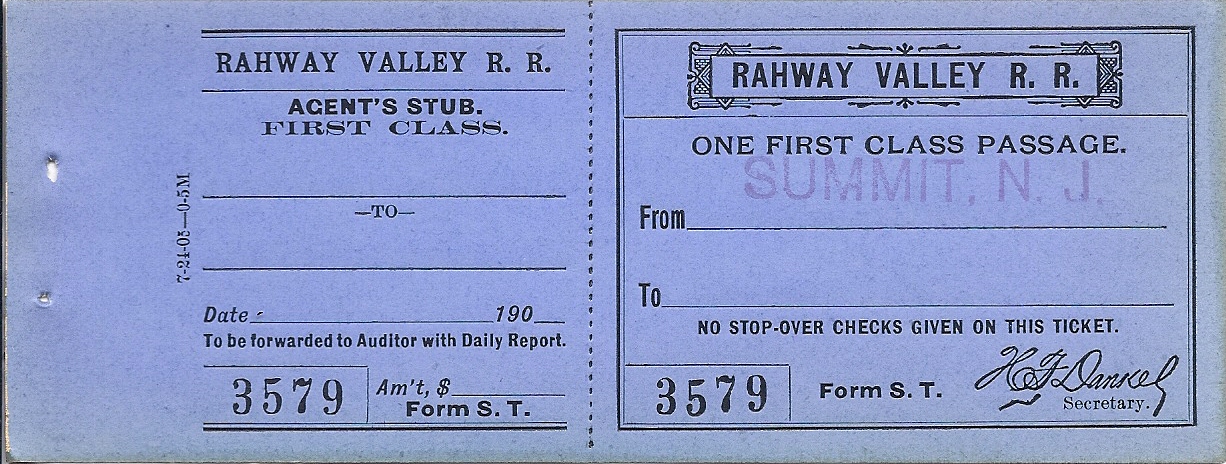 RAHWAY VALLEY R. R.
AGENT'S STUB.
FIRST CLASS.
—TO—
Date 190
To be forwarded to Auditor with Daily Report.
3579
Am't, $
Form S. T.
7-24-05—0-5M
RAHWAY VALLEY R. R.
ONE FIRST CLASS PASSAGE.
SUMMIT, N. J.
From
To
NO STOP-OVER CHECKS GIVEN ON THIS TICKET.
3579
Form S. T.
H F Dankel
Secretary.